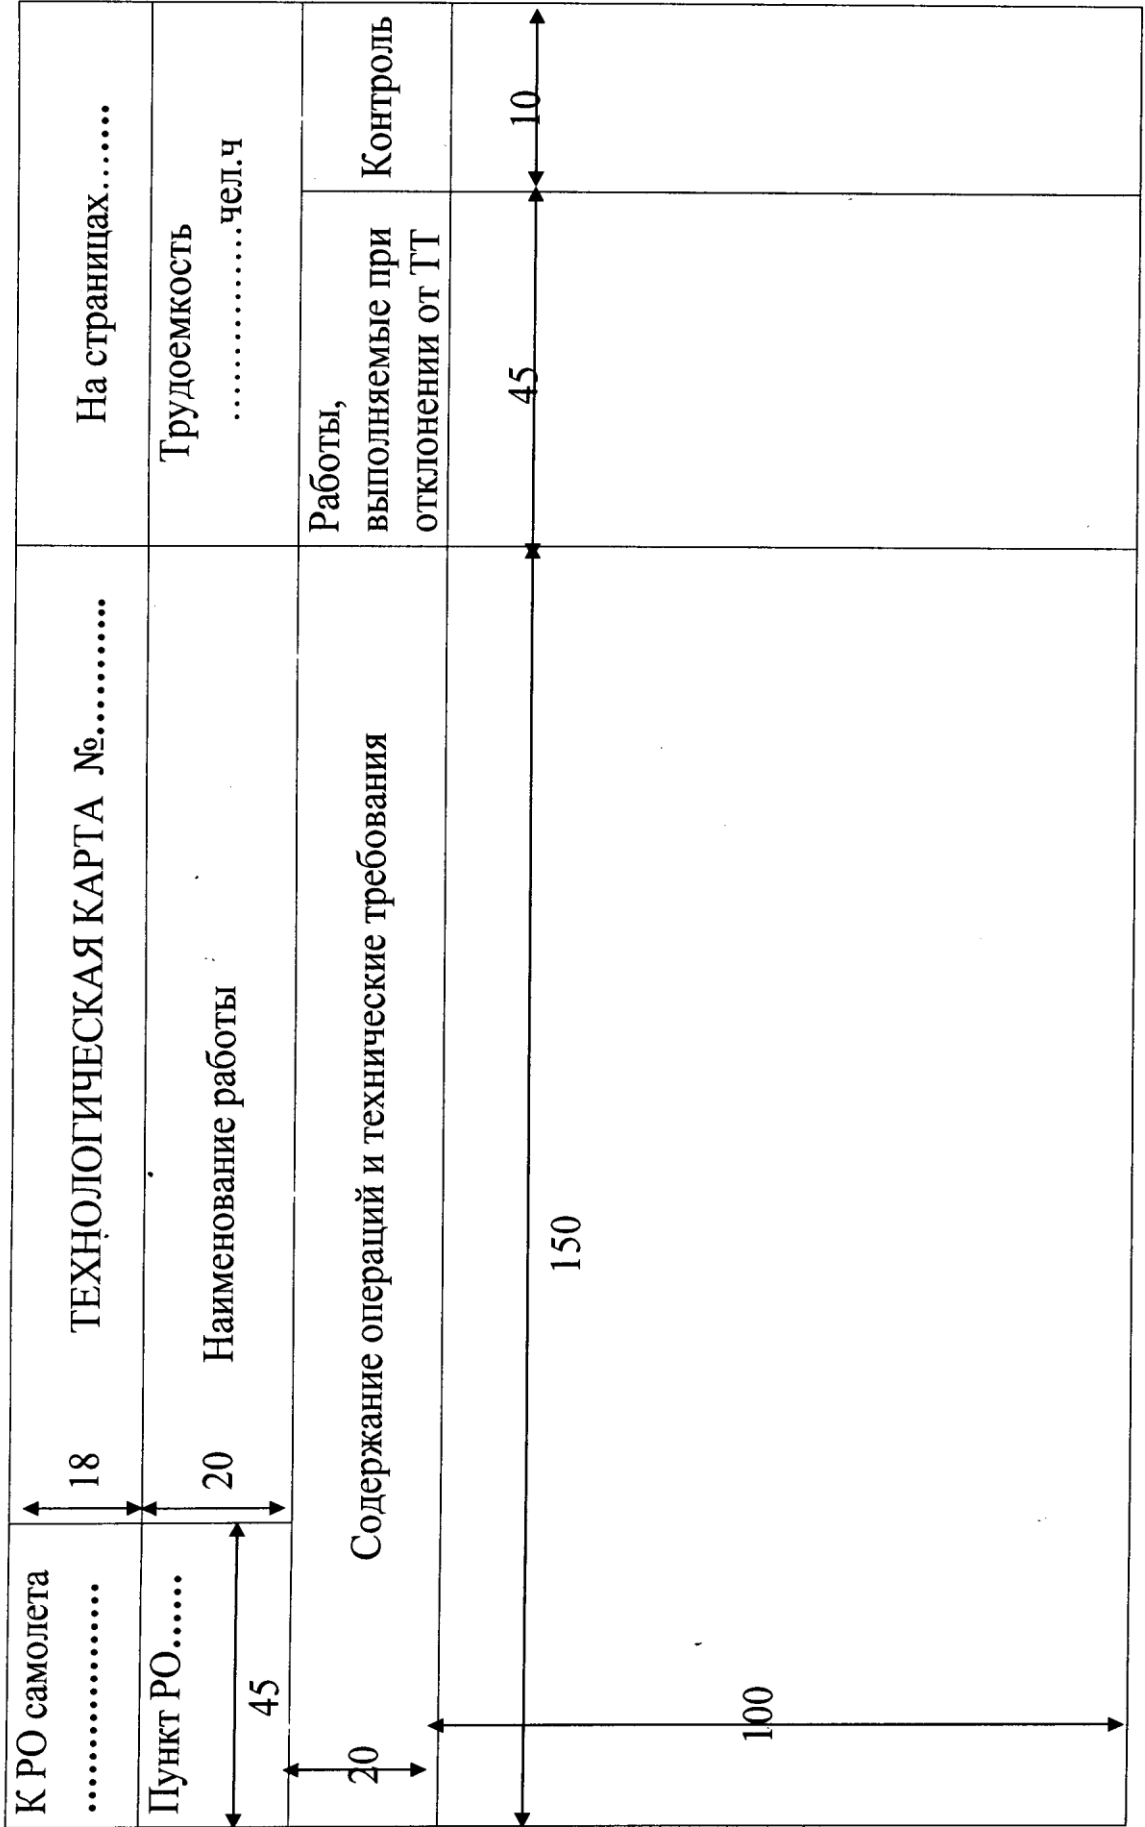 К РО самолета
..................
18
ТЕХНОЛОГИЧЕСКАЯ КАРТА №...........
На страницах.......
Пункт РО......
45
20
Наименование работы
Трудоемкость
..............чел.ч
20
Содержание операций и технические требования
Работы,
выполняемые при
отклонении от ТТ
Контроль
150
45
10
100